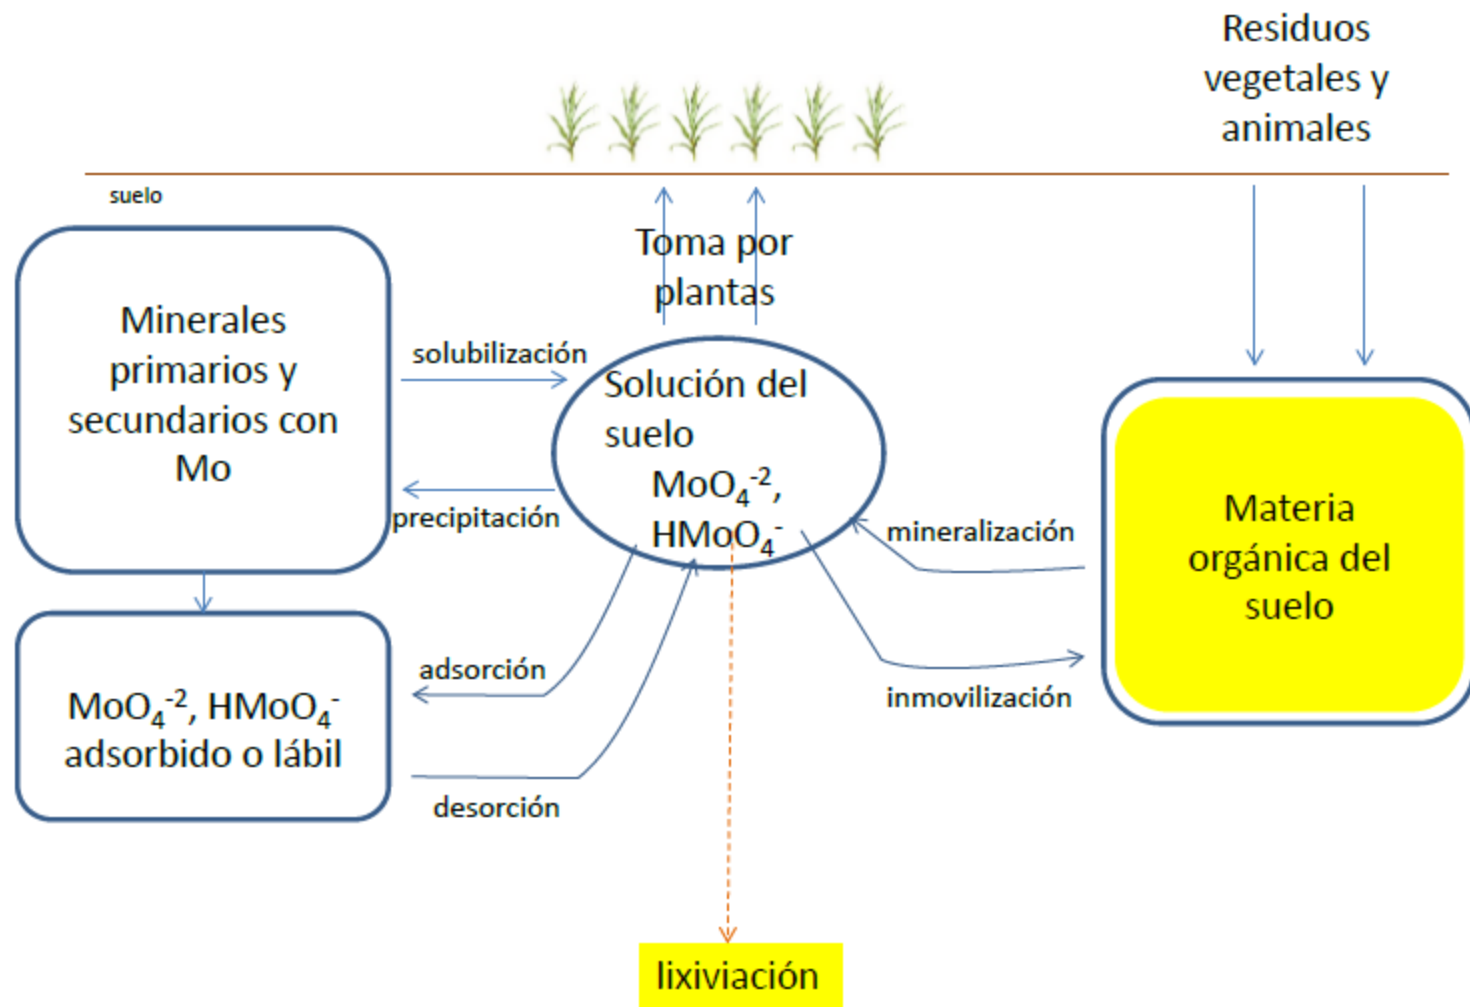 Residuos
vegetales y
animales
suelo
Toma por
plantas
Minerales
primarios y
secundarios con
Mo
solubilización
precipitación
Solución del
suelo
MoO₄⁻², 
HMoO₄⁻
mineralización
inmovilización
Materia
orgánica del
suelo
MoO₄⁻², HMoO₄⁻
adsorbido o lábil
adsorción
desorción
lixiviación